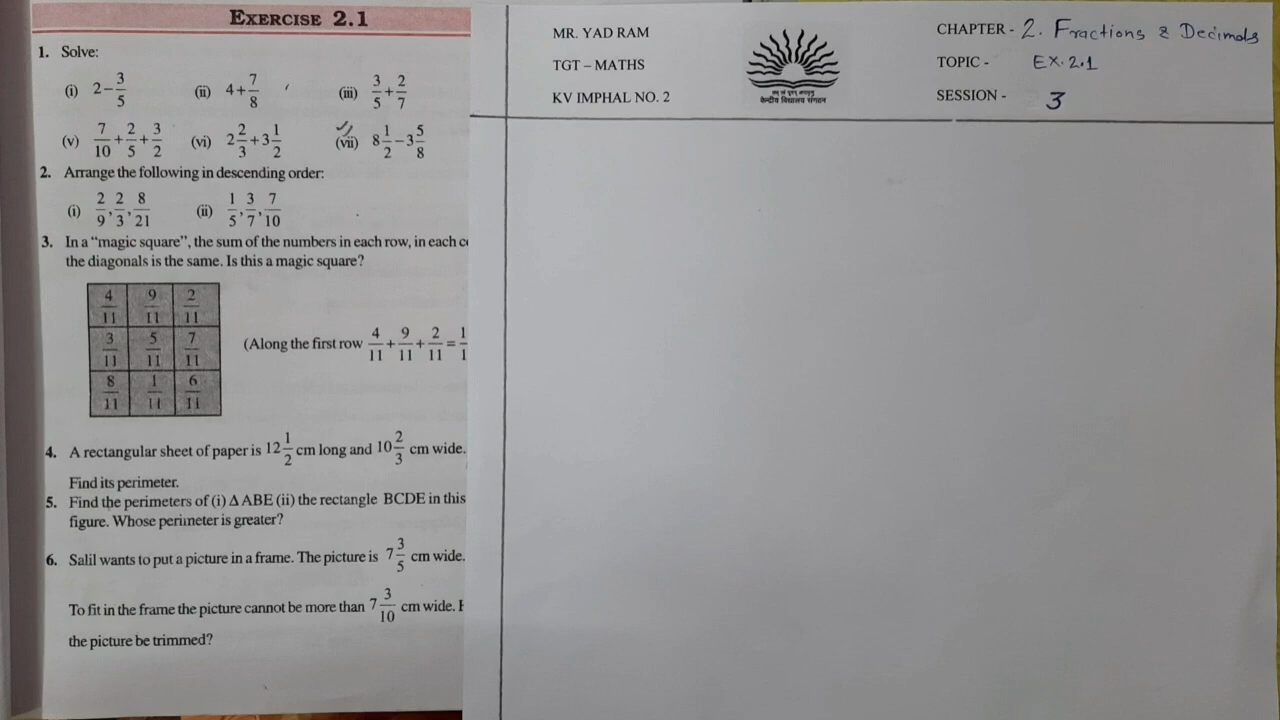 EXERCISE 2.1
1. Solve:
(i) 2-3/5 (ii) 4+7/8 (iii) 3/5+2/7
(v) 7/10+2/5+3/2 (vi) 2 2/3+3 1/2 (vii) 8 1/2-3 5/8
2. Arrange the following in descending order:
(i) 2/9, 2/3, 8/21 (ii) 1/5, 3/7, 7/10
3. In a “magic square”, the sum of the numbers in each row, in each c
the diagonals is the same. Is this a magic square?
4/11 9/11 2/11
3/11 5/11 7/11
8/11 1/11 6/11
(Along the first row 4/11+9/11+2/11=1/1
4. A rectangular sheet of paper is 12 1/2 cm long and 10 2/3 cm wide.
Find its perimeter.
5. Find the perimeters of (i) Δ ABE (ii) the rectangle BCDE in this
figure. Whose perimeter is greater?
6. Salil wants to put a picture in a frame. The picture is 7 3/5 cm wide.
To fit in the frame the picture cannot be more than 7 3/10 cm wide.
the picture be trimmed?
MR. YAD RAM
TGT – MATHS
KV IMPHAL NO. 2
केन्द्रीय विद्यालय संगठन
CHAPTER - 2. Fractions & Decimals
TOPIC - EX. 2.1
SESSION - 3